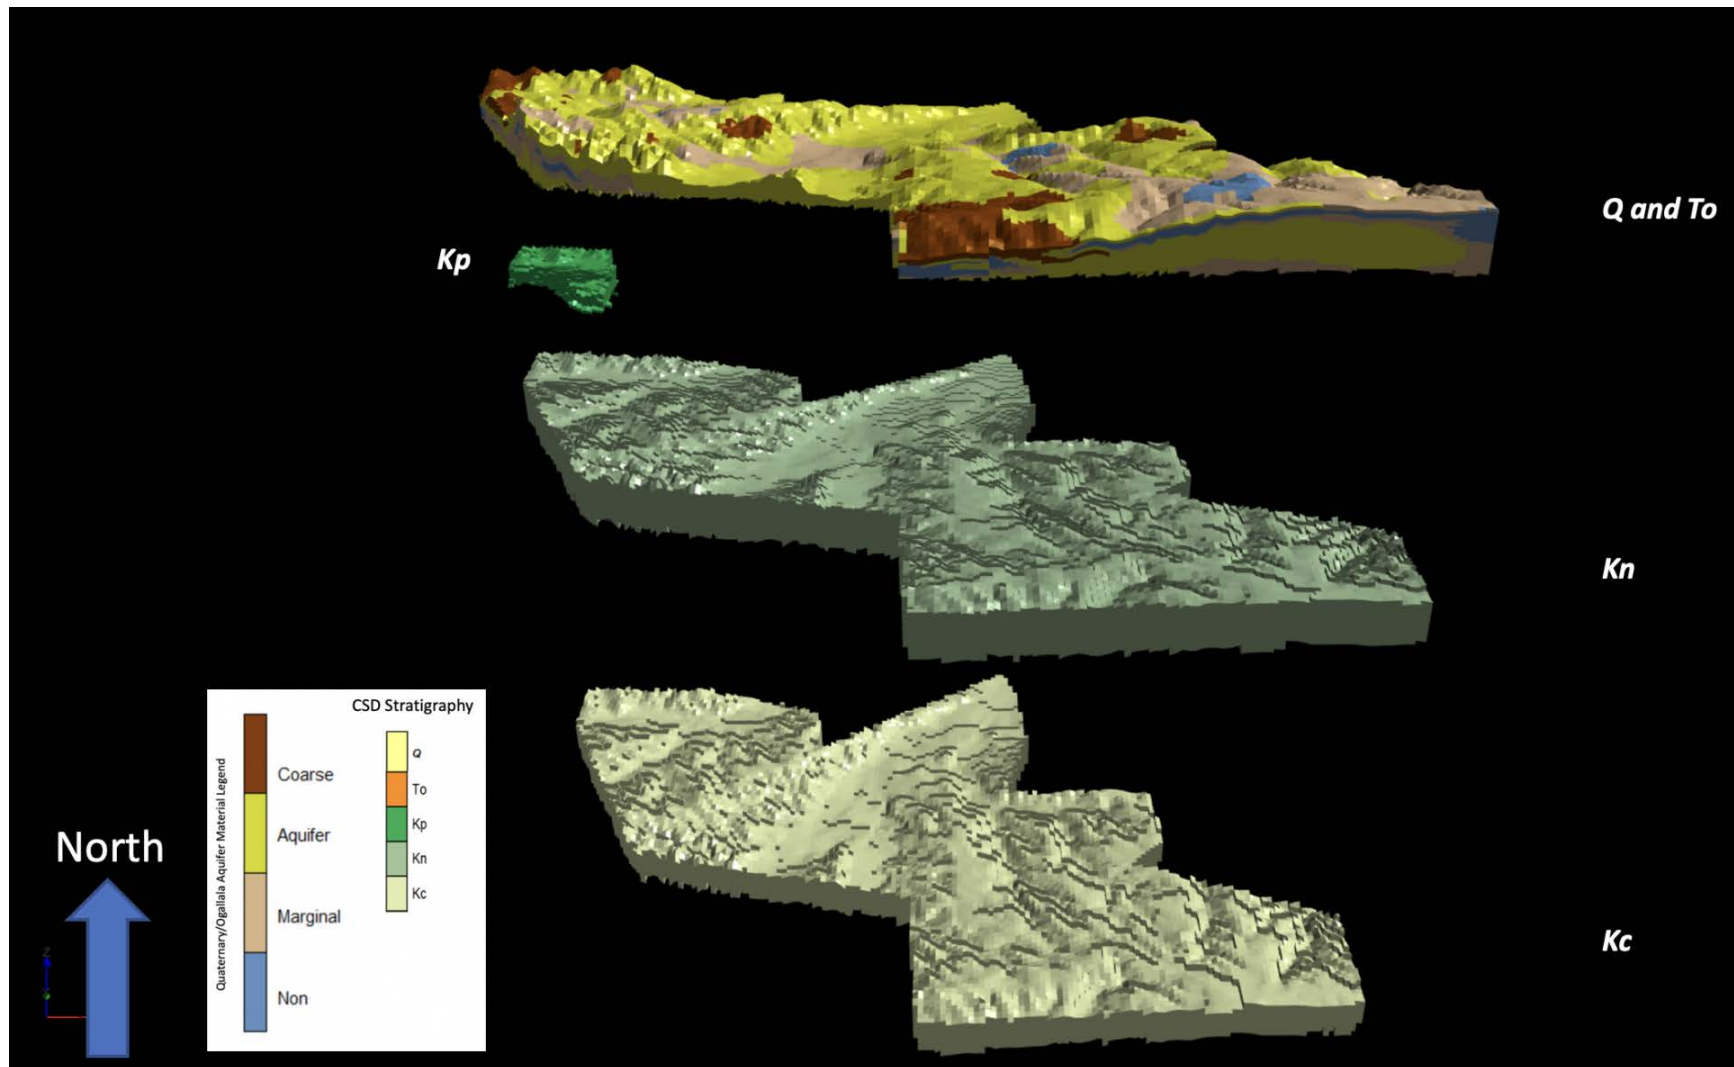 Q and To
Kp
Kn
Kc
North
Z
Quaternary/Ogallala Aquifer Material Legend
Coarse
Aquifer
Marginal
Non
CSD Stratigraphy
Q
To
Kp
Kn
Kc